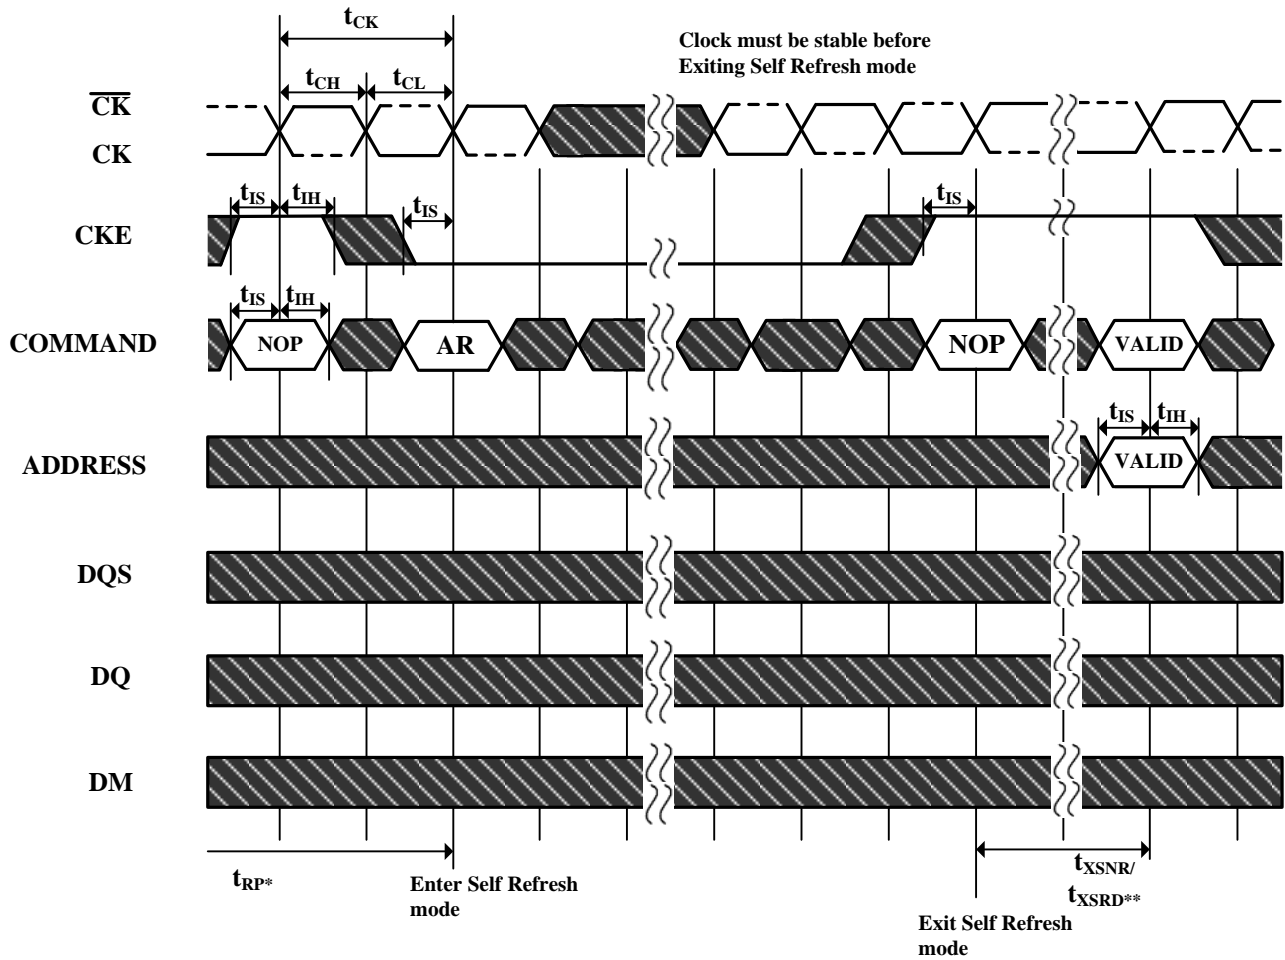 tCK
Clock must be stable before
Exiting Self Refresh mode
tCH tCL
CK
CK
tIS tIH tIS tIS
CKE
tIS tIH
COMMAND NOP AR NOP VALID
tIS tIH
ADDRESS VALID
DQS
DQ
DM
tRP*
Enter Self Refresh
mode
tXSNR/
tXSRD**
Exit Self Refresh
mode